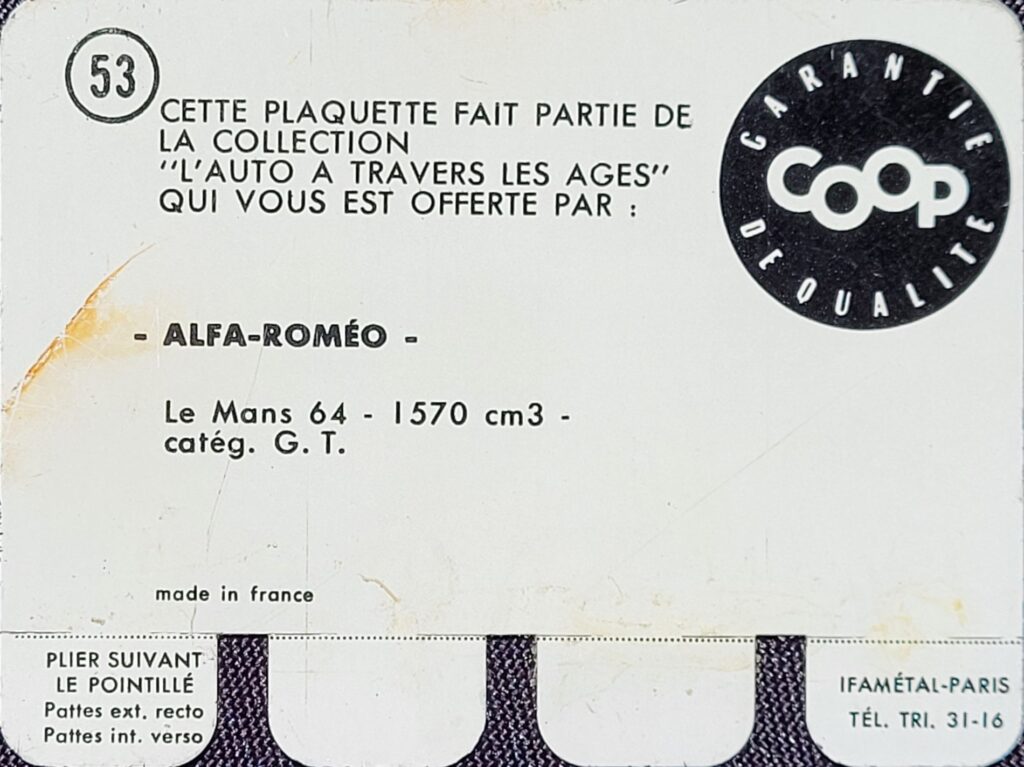 53
CETTE PLAQUETTE FAIT PARTIE DE
LA COLLECTION
"L'AUTO A TRAVERS LES AGES"
QUI VOUS EST OFFERTE PAR :
GARANTIE
COOP
DE QUALITE
- ALFA-ROMÉO -
Le Mans 64 - 1570 cm3 -
catég. G. T.
made in france
PLIER SUIVANT
LE POINTILLÉ
Pattes ext. recto
Pattes int. verso
IFAMÉTAL-PARIS
TÉL. TRI. 31-16